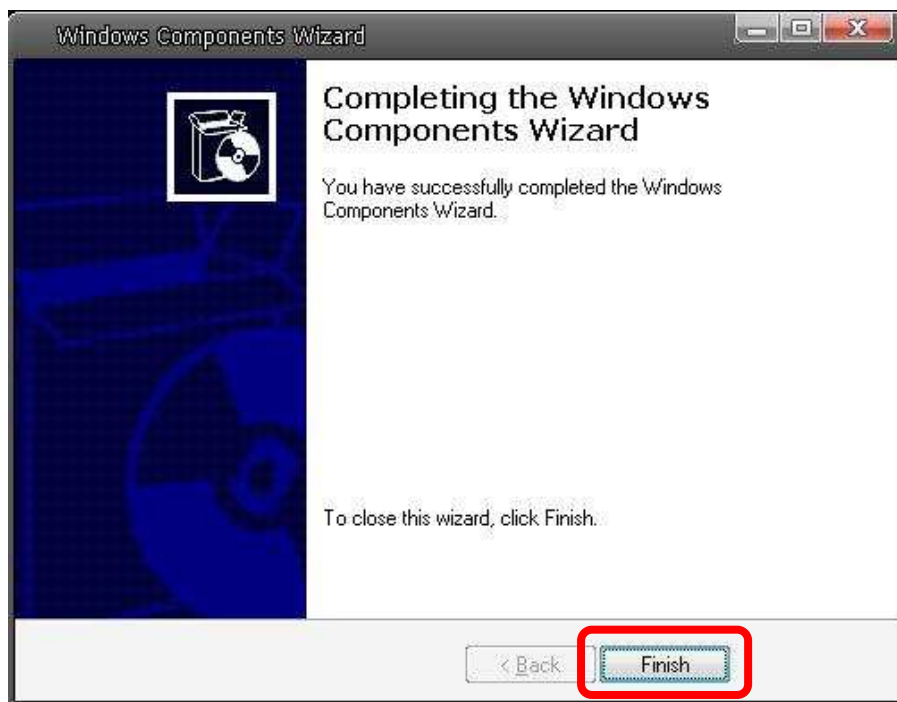 Windows Components Wizard
Completing the Windows
Components Wizard
You have successfully completed the Windows
Components Wizard.
To close this wizard, click Finish.
< Back
Finish